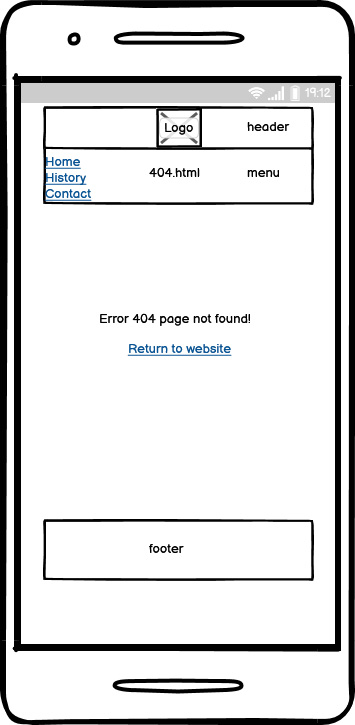 19:12
Logo
header
Home
History
Contact
404.html
menu
Error 404 page not found!
Return to website
footer